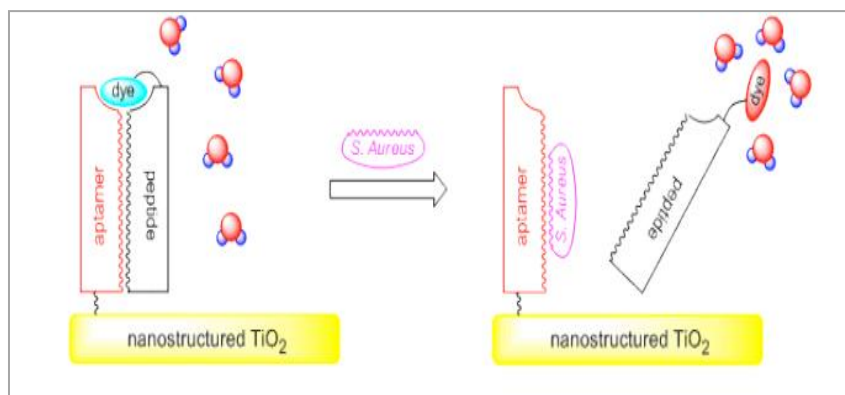 dye
aptamer
peptide
nanostructured TiO2
S. Aureus
aptamer
S. Aureus
peptide
dye
nanostructured TiO2